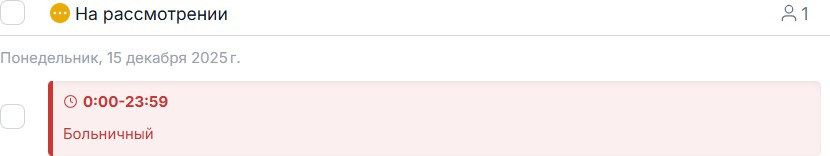 На рассмотрении 1
Понедельник, 15 декабря 2025 г.
0:00-23:59
Больничный